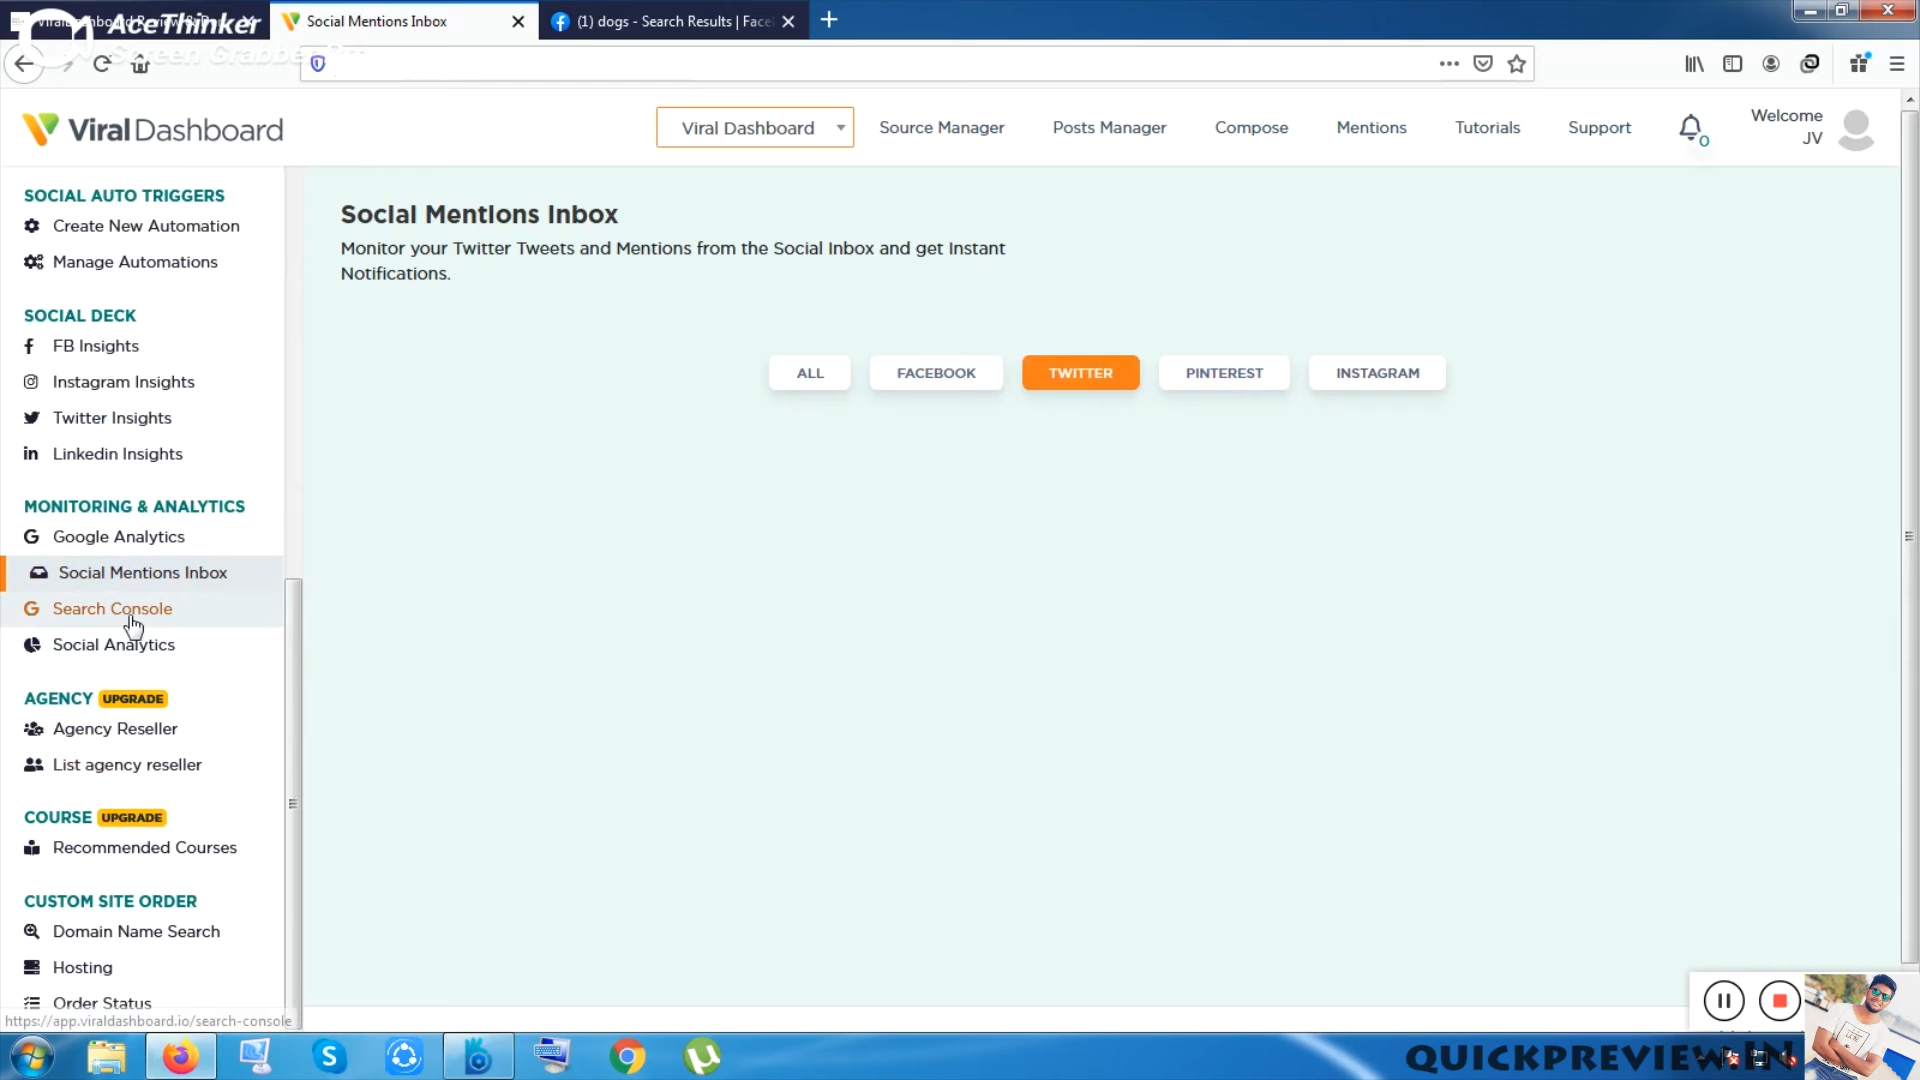 AceThinker
Social Mentions Inbox
(1) dogs - Search Results | Face
Screen Grabber Pro
ViralDashboard
Viral Dashboard
Source Manager
Posts Manager
Compose
Mentions
Tutorials
Support
0
Welcome
JV
SOCIAL AUTO TRIGGERS
Create New Automation
Manage Automations
SOCIAL DECK
FB Insights
Instagram Insights
Twitter Insights
Linkedin Insights
MONITORING & ANALYTICS
Google Analytics
Social Mentions Inbox
Search Console
Social Analytics
AGENCY UPGRADE
Agency Reseller
List agency reseller
COURSE UPGRADE
Recommended Courses
CUSTOM SITE ORDER
Domain Name Search
Hosting
Order Status
https://app.viraldashboard.io/search-console
Social Mentions Inbox
Monitor your Twitter Tweets and Mentions from the Social Inbox and get Instant
Notifications.
ALL
FACEBOOK
TWITTER
PINTEREST
INSTAGRAM
QUICKPREVIEW.IN